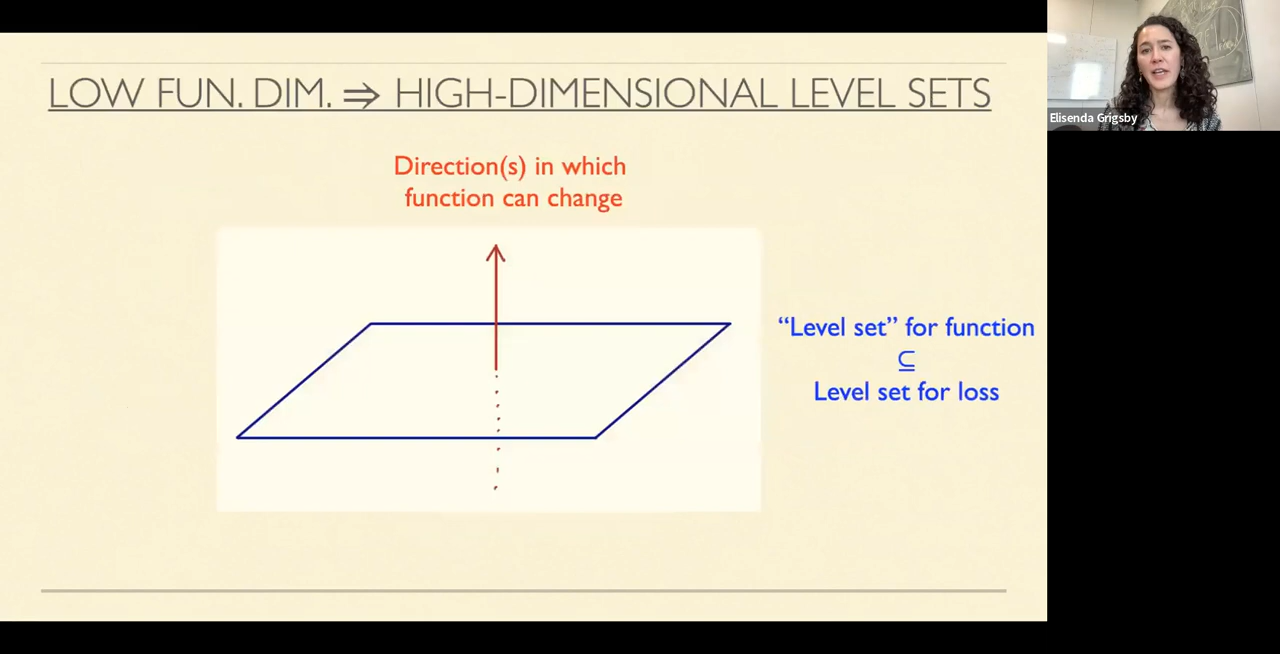 LOW FUN. DIM. ⇒ HIGH-DIMENSIONAL LEVEL SETS
Elisenda Grigsby
Direction(s) in which
function can change
“Level set” for function
⊆
Level set for loss